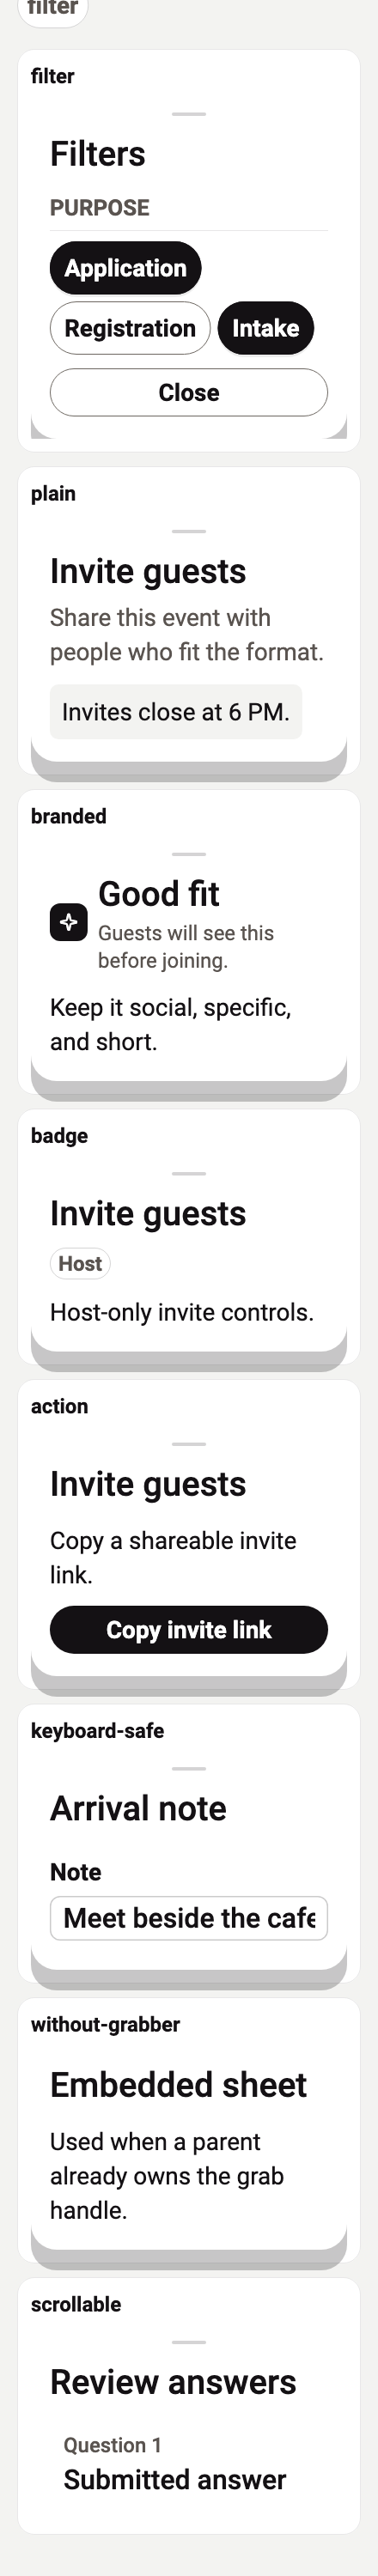 filter
filter
Filters
PURPOSE
Application
Registration
Intake
Close
plain
Invite guests
Share this event with
people who fit the format.
Invites close at 6 PM.
branded
Good fit
Guests will see this
before joining.
Keep it social, specific,
and short.
badge
Invite guests
Host
Host-only invite controls.
action
Invite guests
Copy a shareable invite
link.
Copy invite link
keyboard-safe
Arrival note
Note
Meet beside the cafe
without-grabber
Embedded sheet
Used when a parent
already owns the grab
handle.
scrollable
Review answers
Question 1
Submitted answer